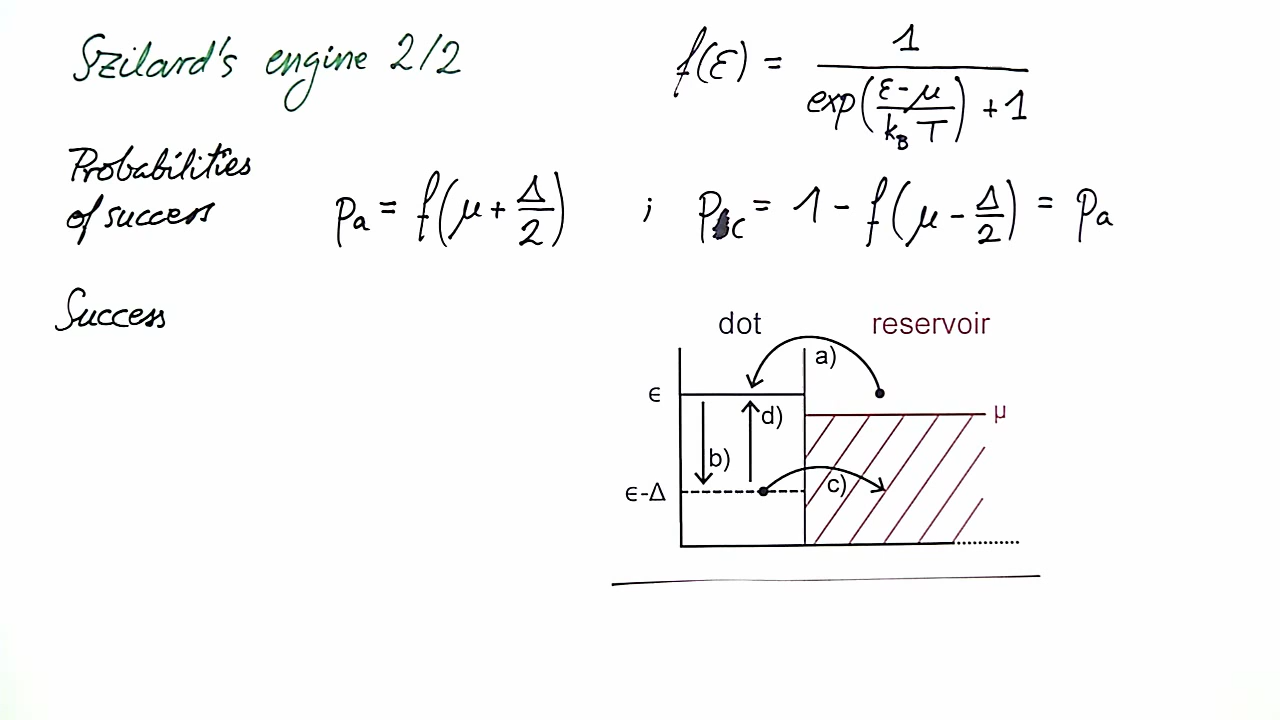 Szilard's engine 2/2
f(ε) = 1 / (exp((ε-μ)/(k_B T)) + 1)
Probabilities
of success
p_a = f(μ + Δ/2) ; p_c = 1 - f(μ - Δ/2) = p_a
Success
dot reservoir
a)
ϵ
μ
d)
b)
c)
ϵ-Δ